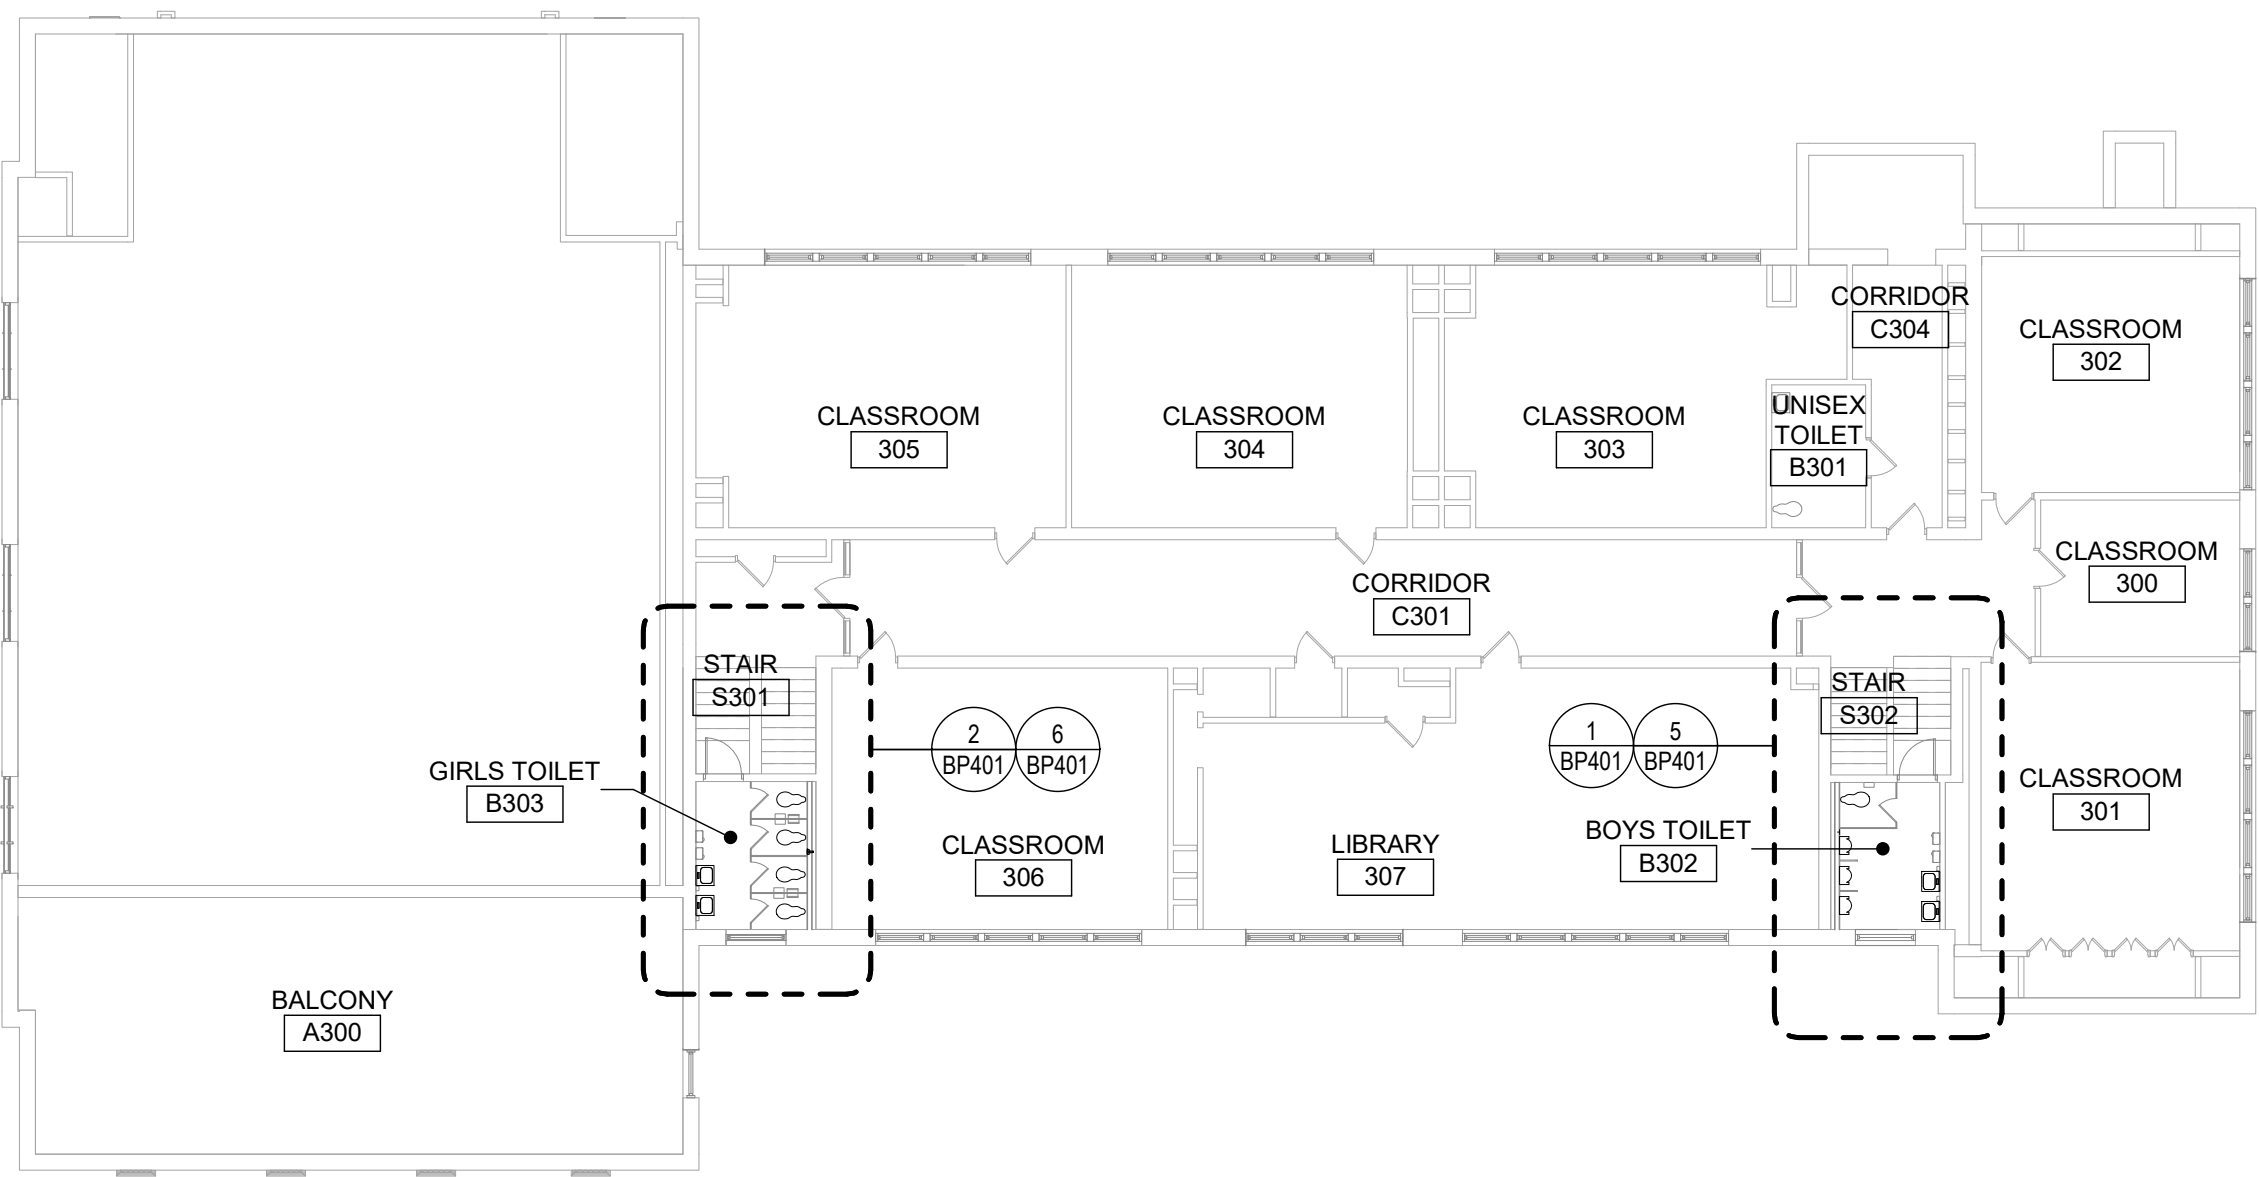 CORRIDOR
C304
CLASSROOM
302
CLASSROOM
305
CLASSROOM
304
CLASSROOM
303
UNISEX
TOILET
B301
CLASSROOM
300
CORRIDOR
C301
STAIR
S301
STAIR
S302
2
BP401
6
BP401
1
BP401
5
BP401
GIRLS TOILET
B303
CLASSROOM
301
CLASSROOM
306
LIBRARY
307
BOYS TOILET
B302
BALCONY
A300